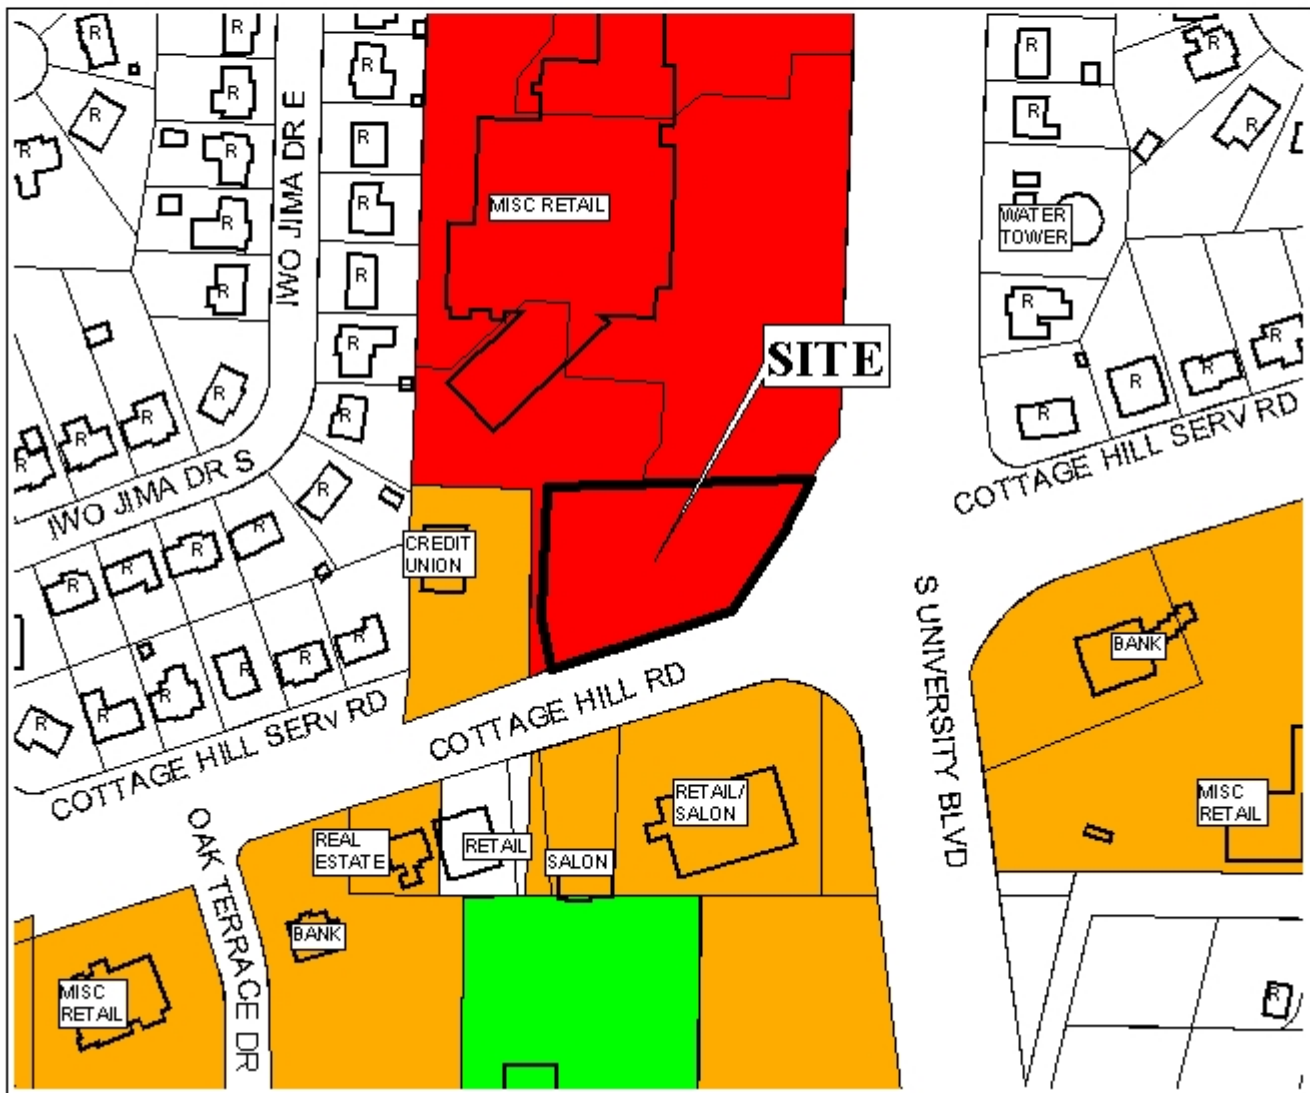 R
R
R
R
R
R
R
R
R
R
R
R
R
R
IWO JIMA DR E
MISC RETAIL
WATER
TOWER
R
R
R
SITE
R
R
R
R
R
R
R
R
R
R
R
IWO JIMA DR S
COTTAGE HILL SERV RD
R
CREDIT
UNION
R
R
R
R
R
R
R
R
R
R
COTTAGE HILL SERv RD
COTTAGE HILL RD
S UNIVERSITY BLVD
BANK
RETAIL/
SALON
MISC
RETAIL
REAL
ESTATE
RETAIL
SALON
OAK TERRACE DR
BANK
MISC
RETAIL
R